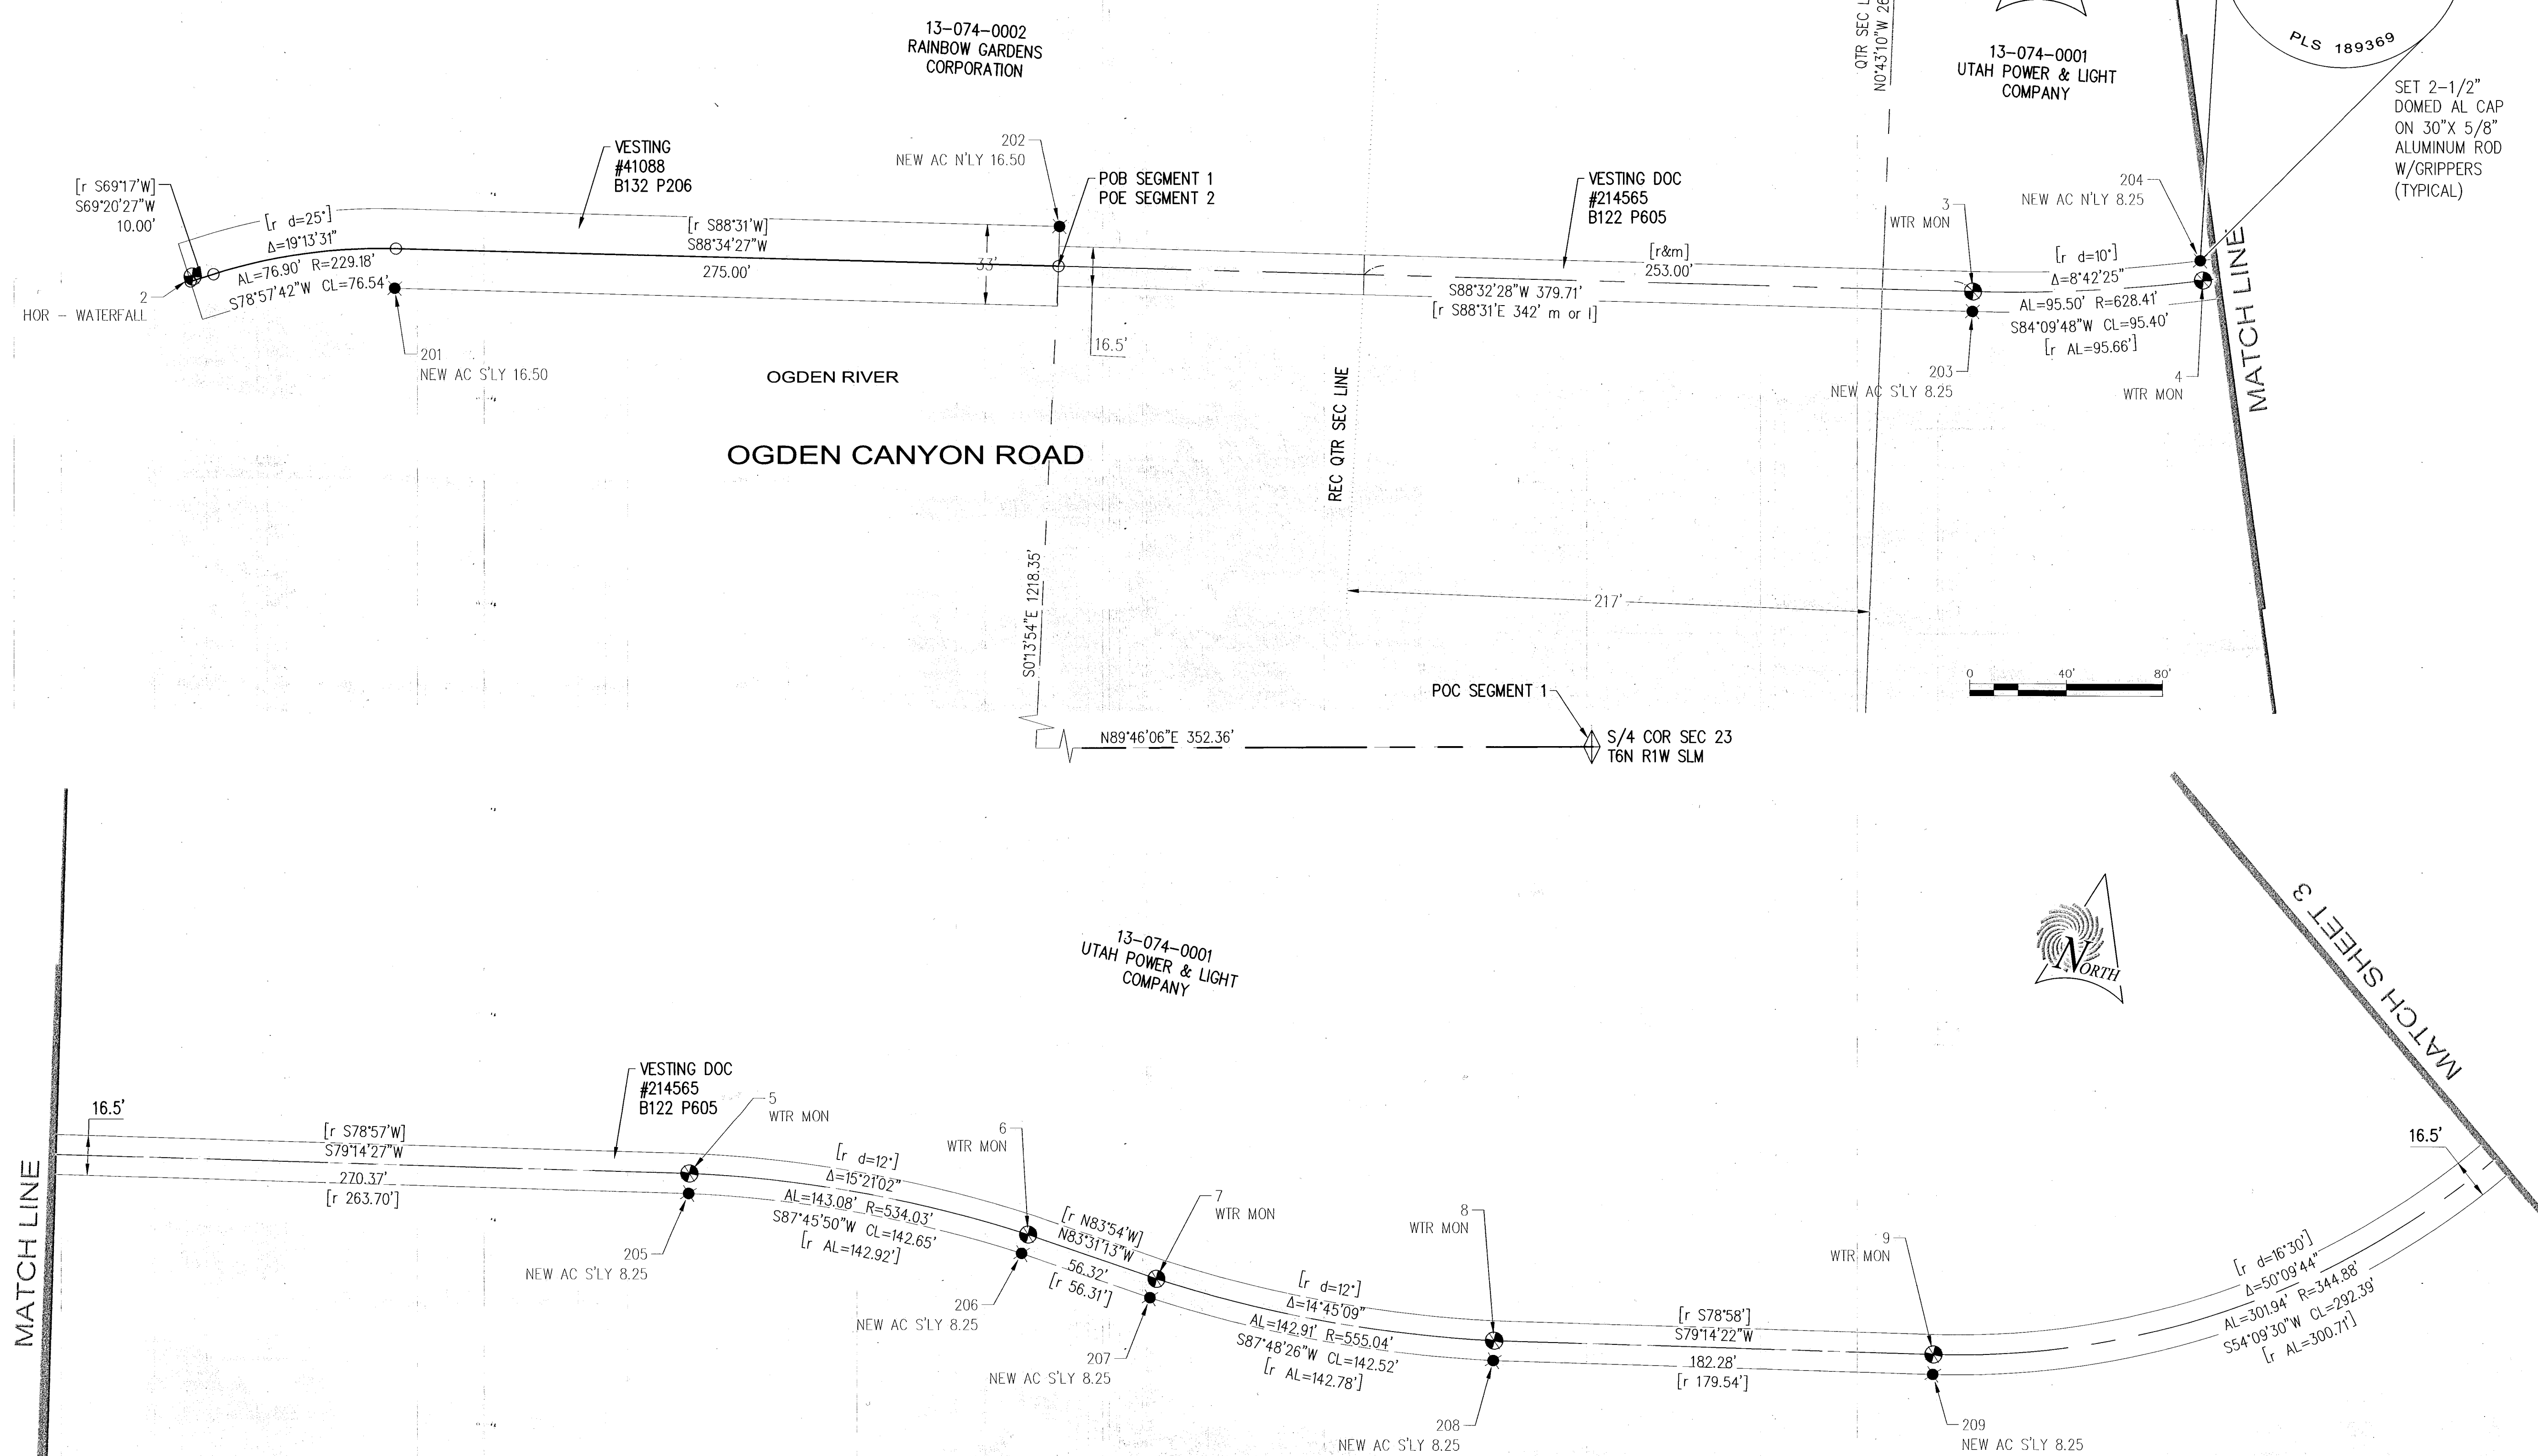 13-074-0002
RAINBOW GARDENS
CORPORATION
QTR SEC L
N0°43'10"W 26
13-074-0001
UTAH POWER & LIGHT
COMPANY
PLS 189369
SET 2-1/2"
DOMED AL CAP
ON 30"X 5/8"
ALUMINUM ROD
W/GRIPPERS
(TYPICAL)
VESTING
#41088
B132 P206
202
NEW AC N'LY 16.50
POB SEGMENT 1
POE SEGMENT 2
VESTING DOC
#214565
B122 P605
3
WTR MON
204
NEW AC N'LY 8.25
[r S69°17'W]
S69°20'27"W
10.00'
[r d=25°]
Δ=19°13'31"
AL=76.90' R=229.18'
S78°57'42"W CL=76.54'
2
HOR - WATERFALL
[r S88°31'W]
S88°34'27"W
275.00'
33'
[r&m]
253.00'
S88°32'28"W 379.71'
[r S88°31'E 342' m or l]
16.5'
[r d=10°]
Δ=8°42'25"
AL=95.50' R=628.41'
S84°09'48"W CL=95.40'
[r AL=95.66']
MATCH LINE
201
NEW AC S'LY 16.50
203
NEW AC S'LY 8.25
4
WTR MON
OGDEN RIVER
OGDEN CANYON ROAD
REC QTR SEC LINE
S0°13'54"E 1218.35'
217'
0 40' 80'
POC SEGMENT 1
N89°46'06"E 352.36'
S/4 COR SEC 23
T6N R1W SLM
13-074-0001
UTAH POWER & LIGHT
COMPANY
NORTH
MATCH SHEET 3
MATCH LINE
16.5'
VESTING DOC
#214565
B122 P605
[r S78°57'W]
S79°14'27"W
270.37'
[r 263.70']
5
WTR MON
205
NEW AC S'LY 8.25
[r d=12°]
Δ=15°21'02"
AL=143.08' R=534.03'
S87°45'50"W CL=142.65'
[r AL=142.92']
6
WTR MON
206
NEW AC S'LY 8.25
[r N83°54'W]
N83°31'13"W
56.32'
[r 56.31']
7
WTR MON
207
NEW AC S'LY 8.25
[r d=12°]
Δ=14°45'09"
AL=142.91' R=555.04'
S87°48'26"W CL=142.52'
[r AL=142.78']
8
WTR MON
208
NEW AC S'LY 8.25
[r S78°58']
S79°14'22"W
182.28'
[r 179.54']
9
WTR MON
209
NEW AC S'LY 8.25
[r d=16°30']
Δ=50°09'44"
AL=301.94' R=344.88'
S54°09'30"W CL=292.39'
[r AL=300.71']
16.5'